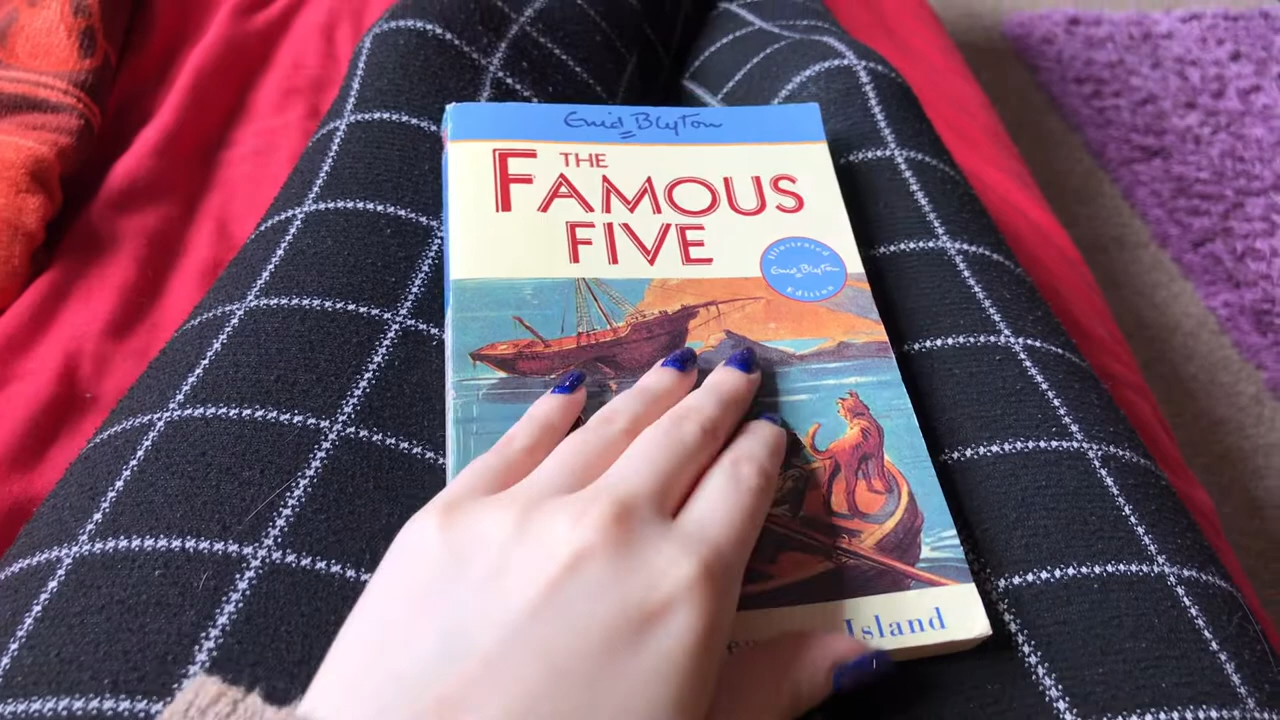 Enid Blyton
THE
FAMOUS
FIVE
Illustrated
Enid Blyton
Edition
Island